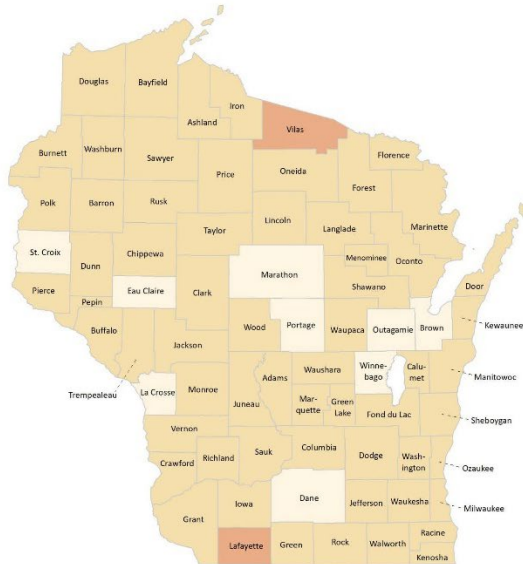 Douglas
Bayfield
Iron
Ashland
Vilas
Florence
Burnett
Washburn
Sawyer
Price
Oneida
Forest
Polk
Barron
Rusk
Lincoln
Langlade
Marinette
Taylor
St. Croix
Dunn
Chippewa
Marathon
Menominee
Oconto
Door
Eau Claire
Clark
Shawano
Pierce
Pepin
Buffalo
Wood
Portage
Waupaca
Outagamie
Brown
Kewaunee
Jackson
Trempealeau
La Crosse
Monroe
Juneau
Adams
Waushara
Winne-
bago
Calu-
met
Manitowoc
Mar-
quette
Green
Lake
Fond du Lac
Sheboygan
Vernon
Crawford
Richland
Sauk
Columbia
Dodge
Wash-
ington
Ozaukee
Grant
Iowa
Dane
Jefferson
Waukesha
Milwaukee
Lafayette
Green
Rock
Walworth
Racine
Kenosha